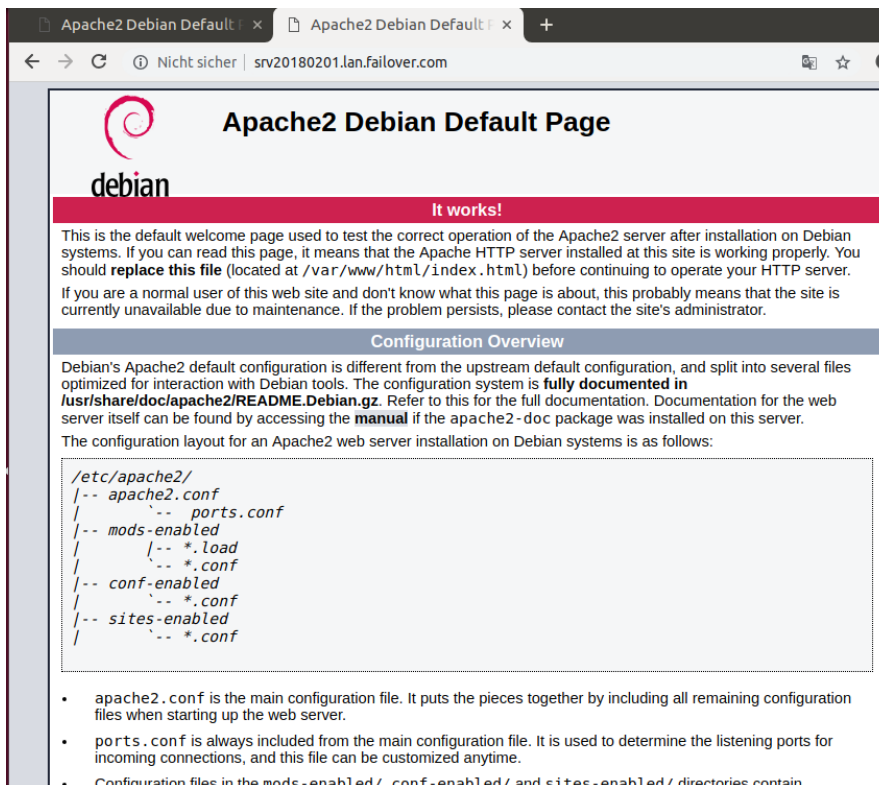 Apache2 Debian Default
Apache2 Debian Default
Nicht sicher | srv20180201.lan.failover.com
Apache2 Debian Default Page
debian
It works!
This is the default welcome page used to test the correct operation of the Apache2 server after installation on Debian
systems. If you can read this page, it means that the Apache HTTP server installed at this site is working properly. You
should replace this file (located at /var/www/html/index.html) before continuing to operate your HTTP server.
If you are a normal user of this web site and don't know what this page is about, this probably means that the site is
currently unavailable due to maintenance. If the problem persists, please contact the site's administrator.
Configuration Overview
Debian's Apache2 default configuration is different from the upstream default configuration, and split into several files
optimized for interaction with Debian tools. The configuration system is fully documented in
/usr/share/doc/apache2/README.Debian.gz. Refer to this for the full documentation. Documentation for the web
server itself can be found by accessing the manual if the apache2-doc package was installed on this server.
The configuration layout for an Apache2 web server installation on Debian systems is as follows:
/etc/apache2/
|-- apache2.conf
|       `--  ports.conf
|-- mods-enabled
|       |-- *.load
|       `-- *.conf
|-- conf-enabled
|       `-- *.conf
|-- sites-enabled
|       `-- *.conf
• apache2.conf is the main configuration file. It puts the pieces together by including all remaining configuration
files when starting up the web server.
• ports.conf is always included from the main configuration file. It is used to determine the listening ports for
incoming connections, and this file can be customized anytime.
• Configuration files in the mods-enabled/, conf-enabled/ and sites-enabled/ directories contain